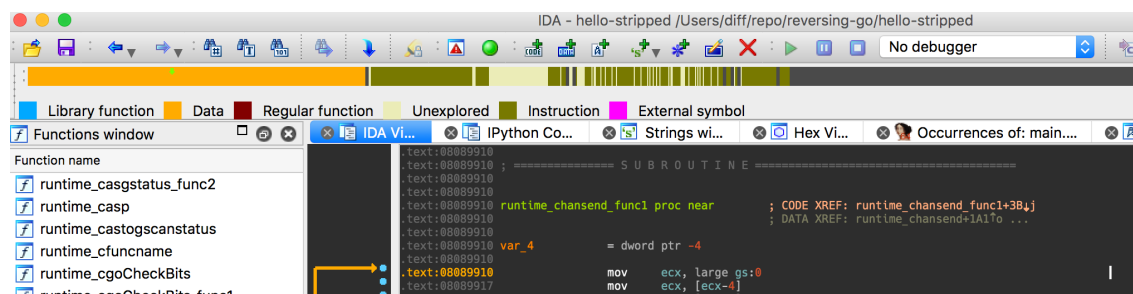 IDA - hello-stripped /Users/diff/repo/reversing-go/hello-stripped
No debugger
Library function Data Regular function Unexplored Instruction External symbol
Functions window
IDA Vi... IPython Co... Strings wi... Hex Vi... Occurrences of: main....
Function name
runtime_casgstatus_func2
runtime_casp
runtime_castogscanstatus
runtime_cfuncname
runtime_cgoCheckBits
runtime_cgoCheckBits_func1
.text:08089910
.text:08089910 ; =============== S U B R O U T I N E =======================================
.text:08089910
.text:08089910
.text:08089910 runtime_chansend_func1 proc near ; CODE XREF: runtime_chansend_func1+3B↓j
.text:08089910 ; DATA XREF: runtime_chansend+1A1↑o ...
.text:08089910
.text:08089910 var_4 = dword ptr -4
.text:08089910
.text:08089910 mov ecx, large gs:0
.text:08089917 mov ecx, [ecx-4]